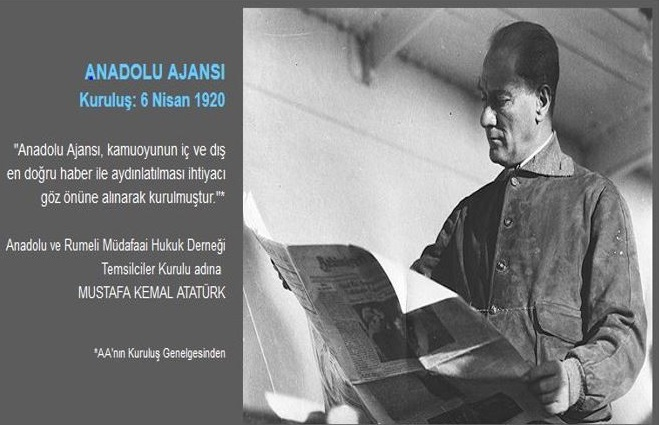 ANADOLU AJANSI
Kuruluş: 6 Nisan 1920
"Anadolu Ajansı, kamuoyunun iç ve dış
en doğru haber ile aydınlatılması ihtiyacı
göz önüne alınarak kurulmuştur."*
Anadolu ve Rumeli Müdafaai Hukuk Derneği
Temsilciler Kurulu adına
MUSTAFA KEMAL ATATÜRK
*AA'nın Kuruluş Genelgesinden